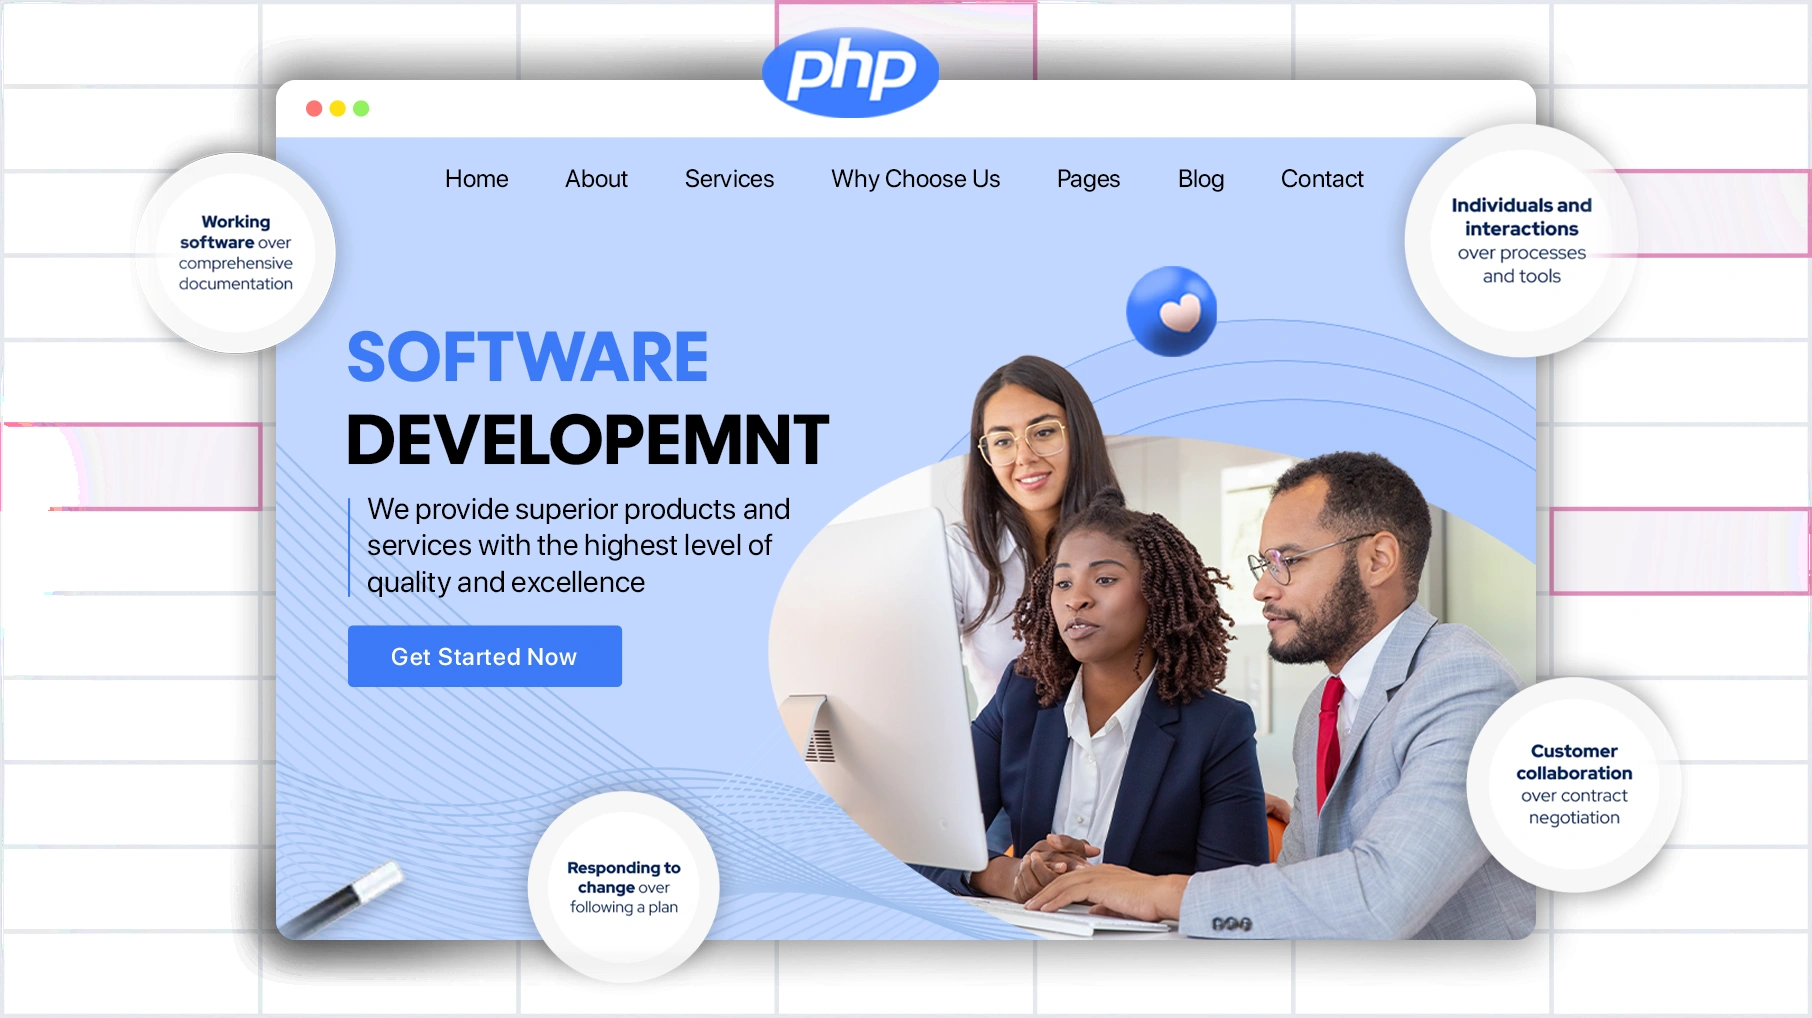 php
Home About Services Why Choose Us Pages Blog Contact
Working
software over
comprehensive
documentation
Individuals and
interactions
over processes
and tools
SOFTWARE
DEVELOPEMNT
We provide superior products and
services with the highest level of
quality and excellence
Get Started Now
Customer
collaboration
over contract
negotiation
Responding to
change over
following a plan